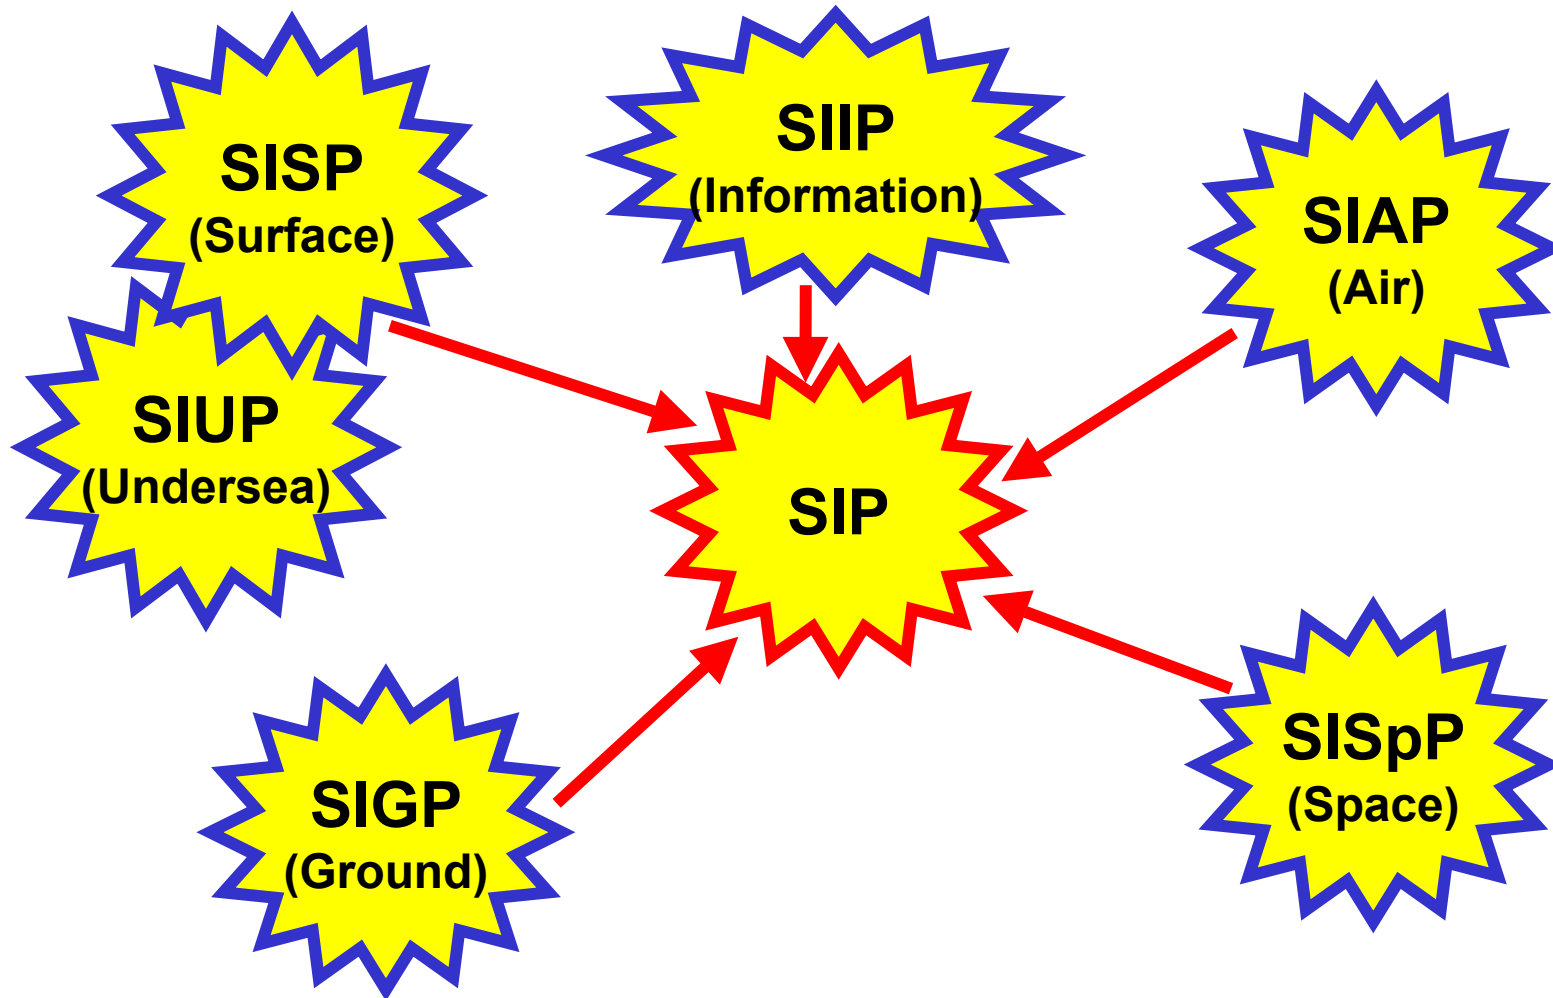 SISP
(Surface)
SIIP
(Information)
SIAP
(Air)
SIUP
(Undersea)
SIP
SIGP
(Ground)
SISpP
(Space)